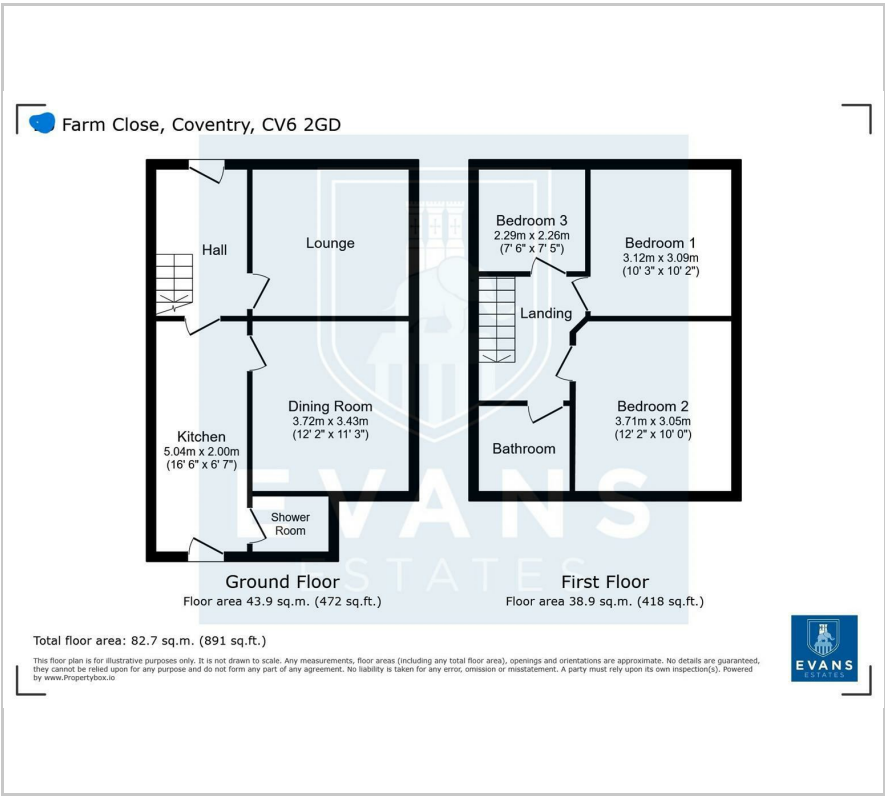 Farm Close, Coventry, CV6 2GD
Hall
Lounge
Dining Room
3.72m x 3.43m
(12' 2" x 11' 3")
Kitchen
5.04m x 2.00m
(16' 6" x 6' 7")
Shower
Room
Ground Floor
Floor area 43.9 sq.m. (472 sq.ft.)
Bedroom 3
2.29m x 2.26m
(7' 6" x 7' 5")
Bedroom 1
3.12m x 3.09m
(10' 3" x 10' 2")
Landing
Bedroom 2
3.71m x 3.05m
(12' 2" x 10' 0")
Bathroom
First Floor
Floor area 38.9 sq.m. (418 sq.ft.)
EVANS
ESTATES
Total floor area: 82.7 sq.m. (891 sq.ft.)
This floor plan is for illustrative purposes only. It is not drawn to scale. Any measurements, floor areas (including any total floor area), openings and orientations are approximate. No details are guaranteed,
they cannot be relied upon for any purpose and do not form any part of any agreement. No liability is taken for any error, omission or misstatement. A party must rely upon its own inspection(s). Powered
by www.Propertybox.io
EVANS
ESTATES